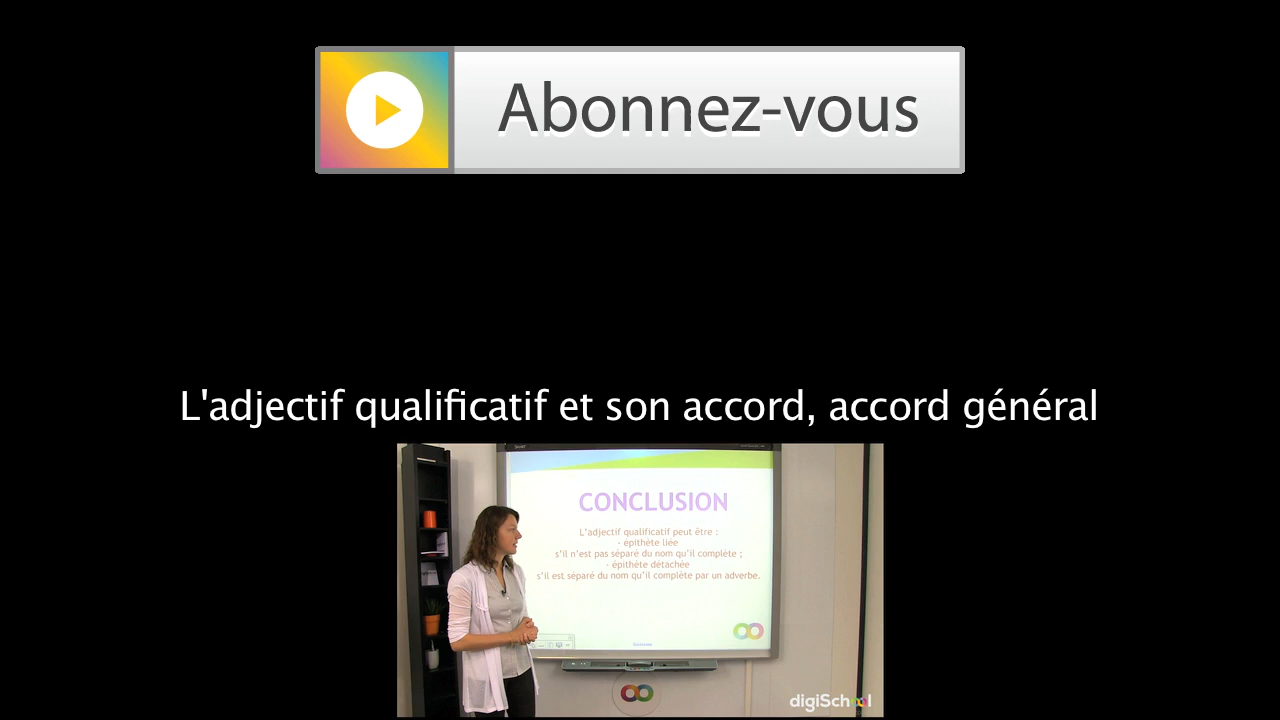 Abonnez-vous
L'adjectif qualificatif et son accord, accord général
CONCLUSION
L'adjectif qualificatif peut être :
- épithète liée
s'il n'est pas séparé du nom qu'il complète ;
- épithète détachée
s'il est séparé du nom qu'il complète par un adverbe.
digiSchool